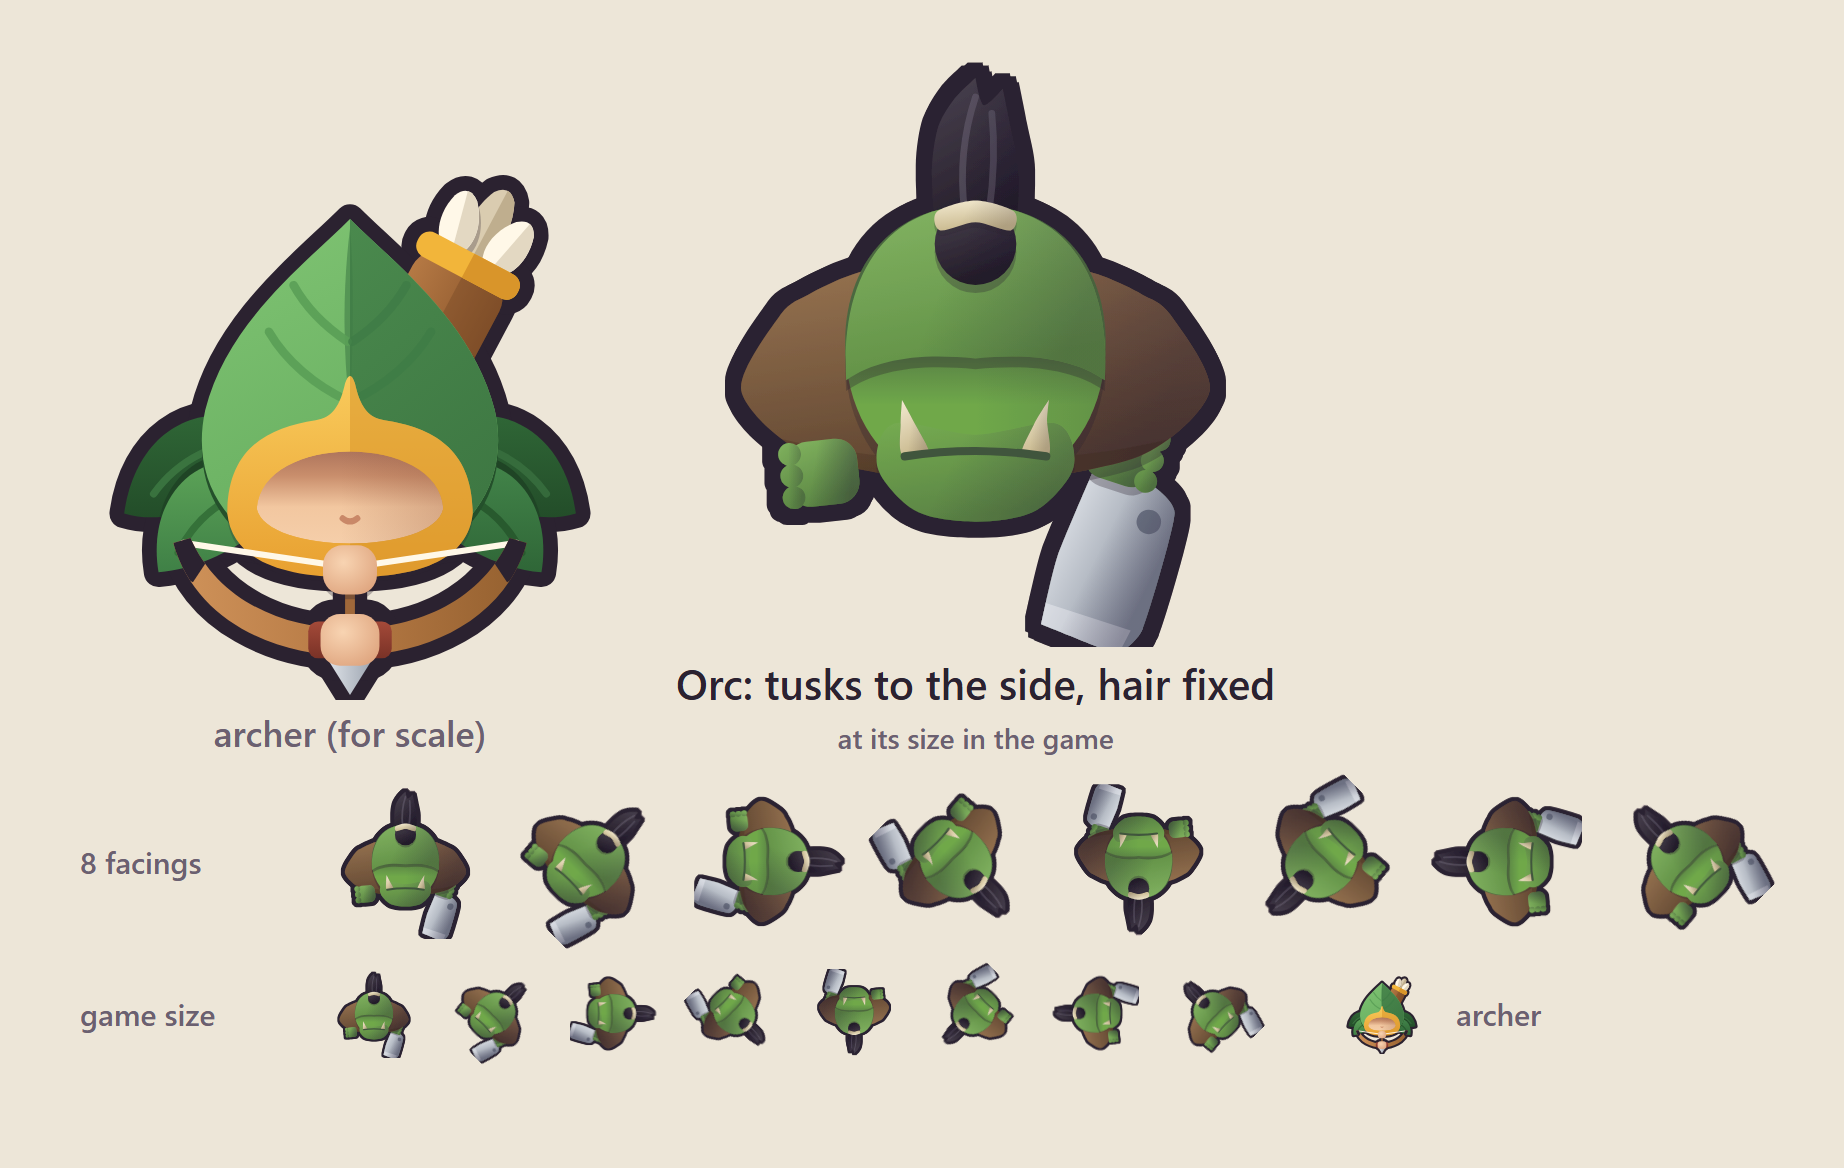 Orc: tusks to the side, hair fixed
archer (for scale)
at its size in the game
8 facings
game size
archer